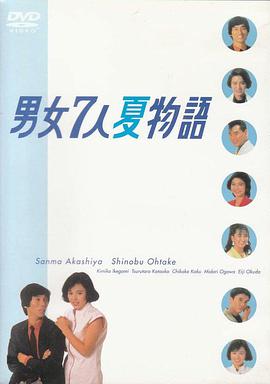 DVD
VIDEO
男女7人夏物語
Sanma Akashiya Shinobu Ohtake
Kimiko Ikegami Tsurutaro Kataoka Chikako Kaku Midori Ogawa Eiji Okuda